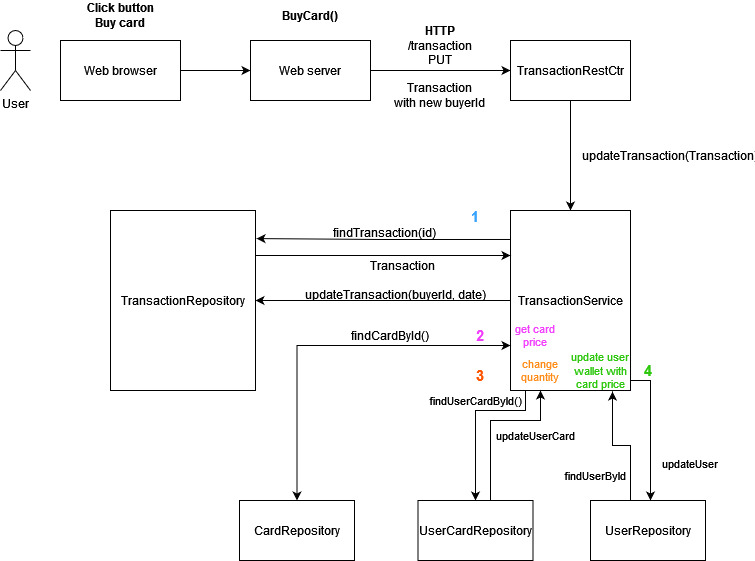 Click button
Buy card
BuyCard()
HTTP
/transaction
PUT
User
Web browser
Web server
TransactionRestCtr
Transaction
with new buyerId
updateTransaction(Transaction)
1
findTransaction(id)
Transaction
TransactionRepository
updateTransaction(buyerId, date)
TransactionService
findCardById()
2
get card
price
3
change
quantity
update user
wallet with
card price
4
findUserCardById()
updateUserCard
findUserById
updateUser
CardRepository
UserCardRepository
UserRepository